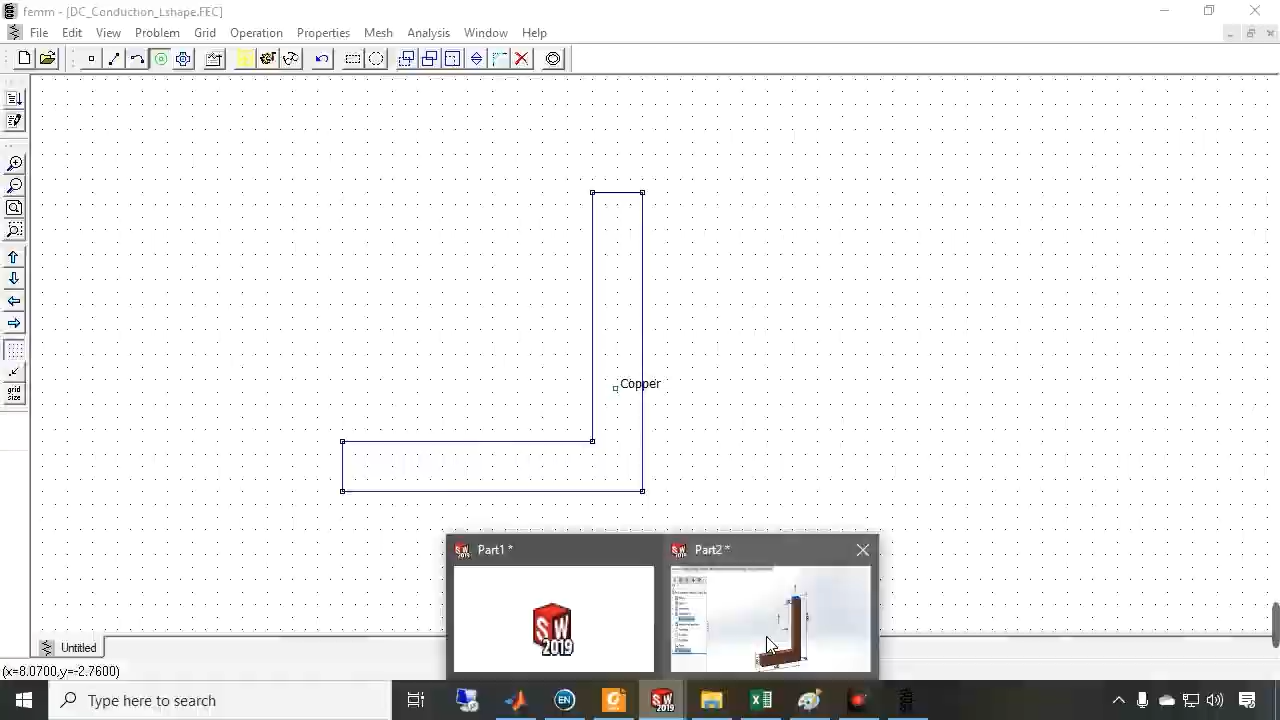 femm - [DC_Conduction_Lshape.FEC]
File Edit View Problem Grid Operation Properties Mesh Analysis Window Help
grid
size
Copper
Part1 * Part2 *
SW
2019
Untitled
(x=8.0700,y=-2.7600)
Type here to search
EN